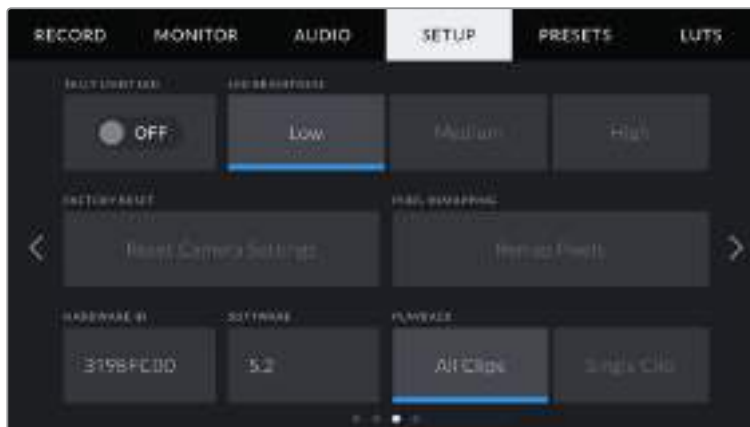 RECORD MONITOR AUDIO SETUP PRESETS LUTS
TALLY LIGHT LED LED BRIGHTNESS
OFF Low Medium High
FACTORY RESET PIXEL REMAPPING
Reset Camera Settings Remap Pixels
HARDWARE ID SOFTWARE PLAYBACK
3198FC00 5.2 All Clips Single Clip